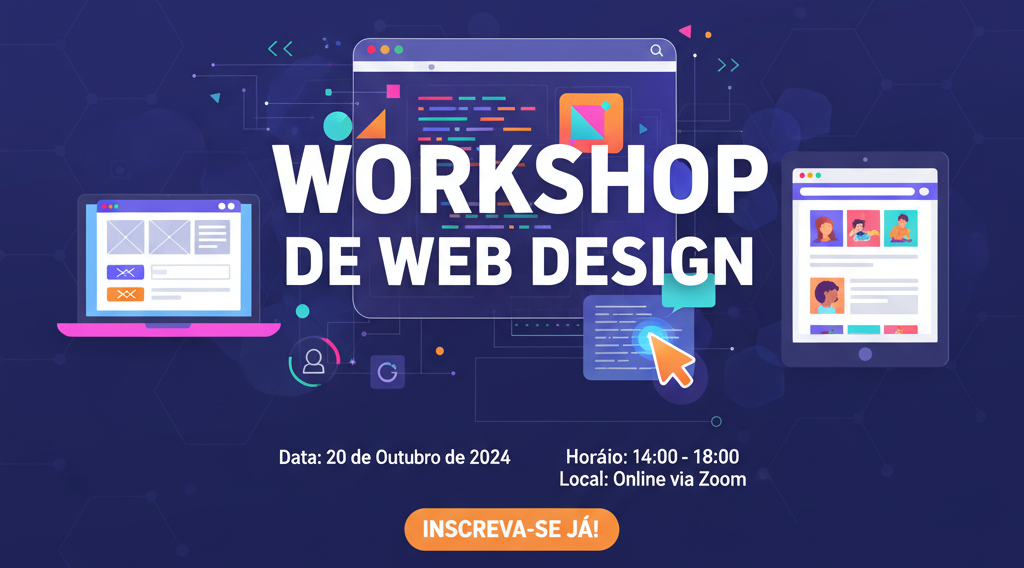 WORKSHOP
DE WEB DESIGN
Data: 20 de Outubro de 2024
Horáio: 14:00 - 18:00
Local: Online via Zoom
INSCREVA-SE JÁ!